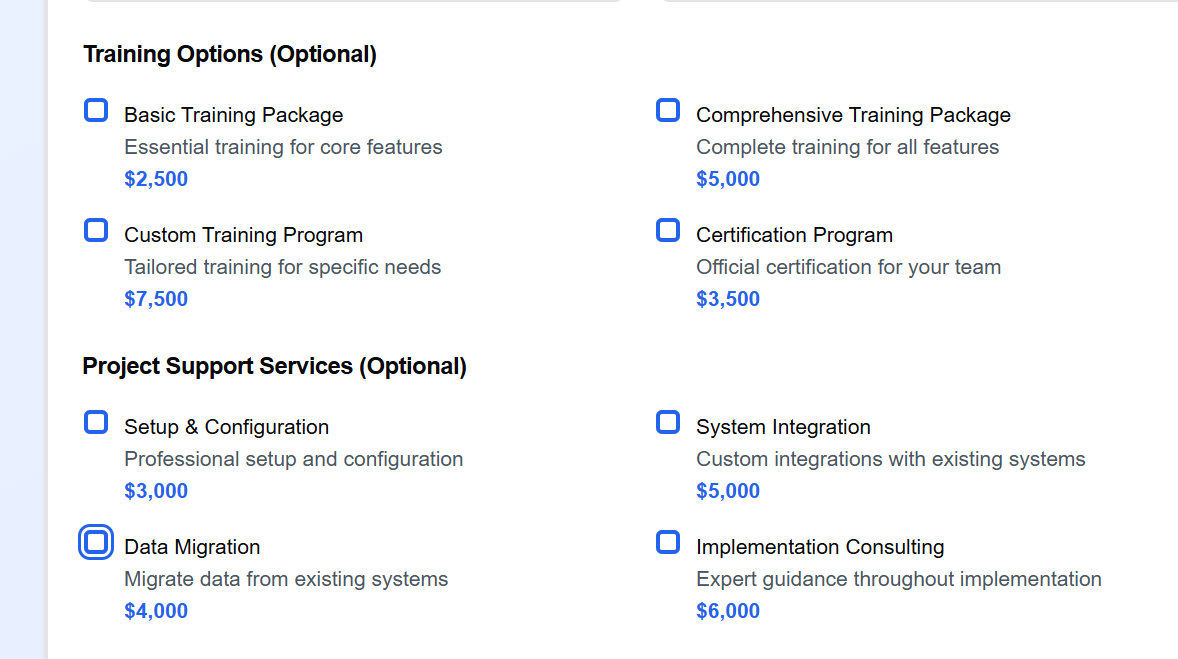 Training Options (Optional)
Basic Training Package
Essential training for core features
$2,500
Comprehensive Training Package
Complete training for all features
$5,000
Custom Training Program
Tailored training for specific needs
$7,500
Certification Program
Official certification for your team
$3,500
Project Support Services (Optional)
Setup & Configuration
Professional setup and configuration
$3,000
System Integration
Custom integrations with existing systems
$5,000
Data Migration
Migrate data from existing systems
$4,000
Implementation Consulting
Expert guidance throughout implementation
$6,000